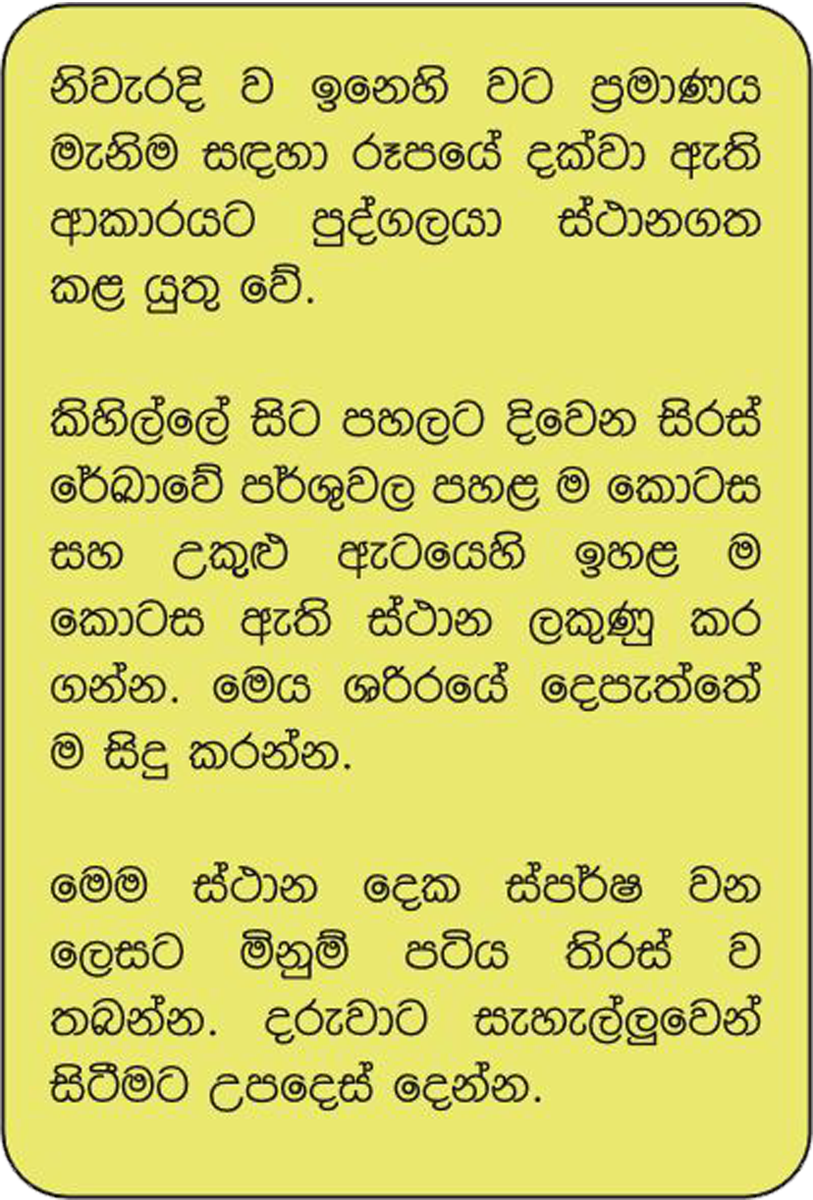 නිවැරදි ව ඉනෙහි වට ප්‍රමාණය
මැනිම සඳහා රූපයේ දක්වා ඇති
ආකාරයට පුද්ගලයා ස්ථානගත
කළ යුතු වේ.
කිහිල්ලේ සිට පහලට දිවෙන සිරස්
රේඛාවේ පර්ශුවල පහළ ම කොටස
සහ උකුළු ඇටයෙහි ඉහළ ම
කොටස ඇති ස්ථාන ලකුණු කර
ගන්න. මෙය ශරිරයේ දෙපැත්තේ
ම සිදු කරන්න.
මෙම ස්ථාන දෙක ස්පර්ෂ වන
ලෙසට මිනුම් පටිය තිරස් ව
තබන්න. දරුවාට සැහැල්ලුවෙන්
සිටීමට උපදෙස් දෙන්න.